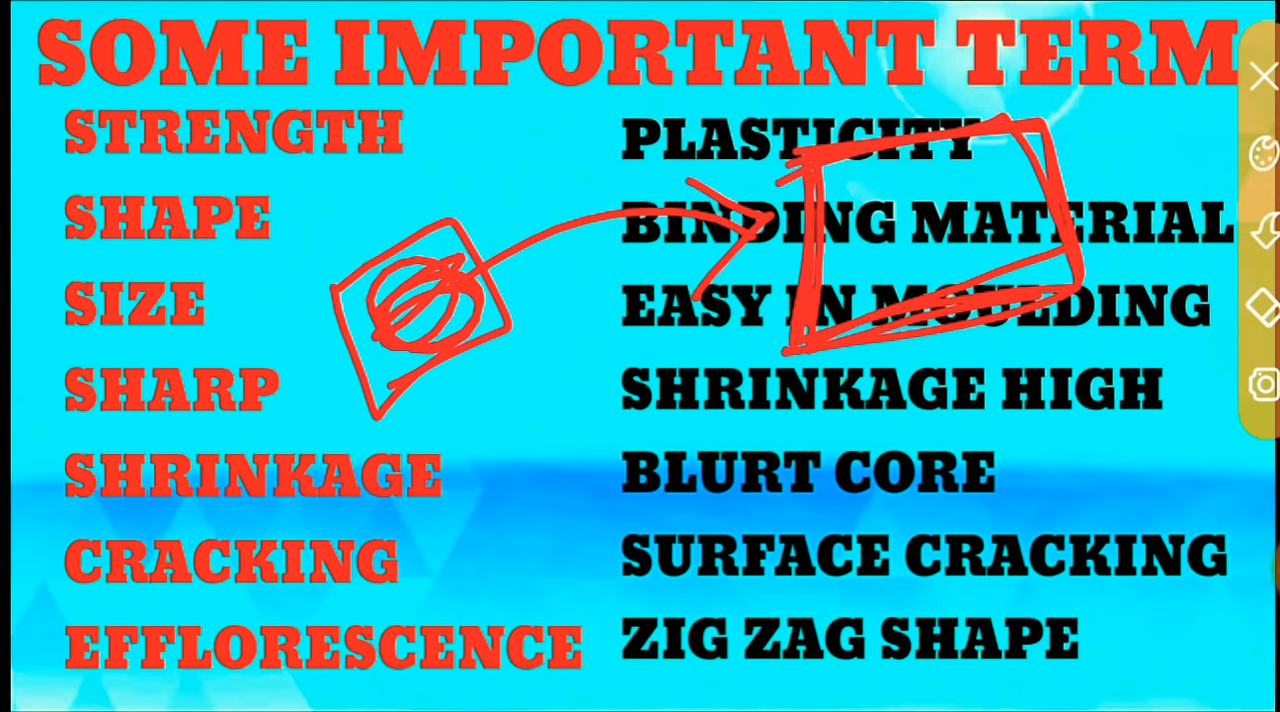 SOME IMPORTANT TERM
STRENGTH
SHAPE
SIZE
SHARP
SHRINKAGE
CRACKING
EFFLORESCENCE
PLASTICITY
BINDING MATERIAL
EASY IN MOULDING
SHRINKAGE HIGH
BLURT CORE
SURFACE CRACKING
ZIG ZAG SHAPE